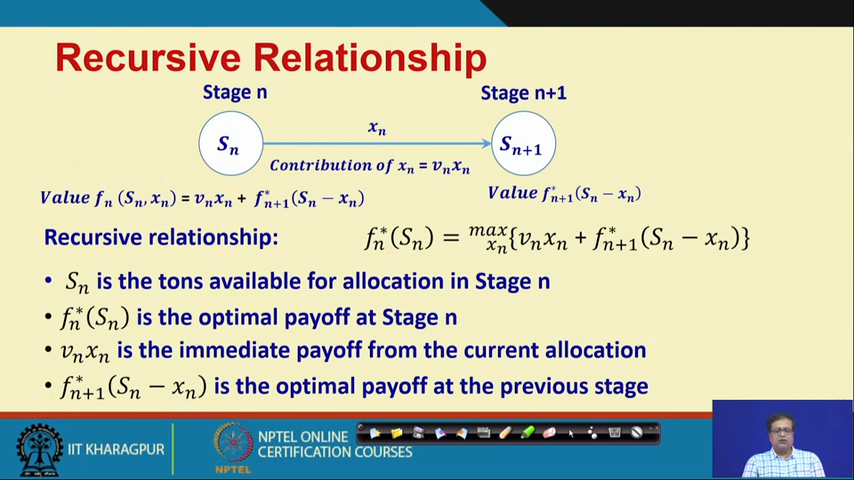 Recursive Relationship
Stage n
Stage n+1
Sₙ
xₙ
Sₙ₊₁
Contribution of xₙ = vₙxₙ
Value fₙ (Sₙ, xₙ) = vₙxₙ + f*ₙ₊₁(Sₙ − xₙ)
Value f*ₙ₊₁(Sₙ − xₙ)
Recursive relationship: f*ₙ(Sₙ) = max xₙ {vₙxₙ + f*ₙ₊₁(Sₙ − xₙ)}
• Sₙ is the tons available for allocation in Stage n
• f*ₙ(Sₙ) is the optimal payoff at Stage n
• vₙxₙ is the immediate payoff from the current allocation
• f*ₙ₊₁(Sₙ − xₙ) is the optimal payoff at the previous stage
IIT KHARAGPUR
NPTEL
NPTEL ONLINE
CERTIFICATION COURSES